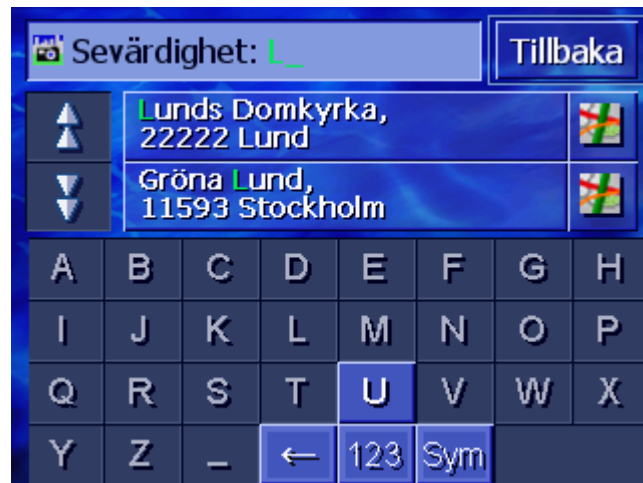 Sevärdighet: L_
Tillbaka
Lunds Domkyrka,
22222 Lund
Gröna Lund,
11593 Stockholm
A B C D E F G H
I J K L M N O P
Q R S T U V W X
Y Z _ ← 123 Sym